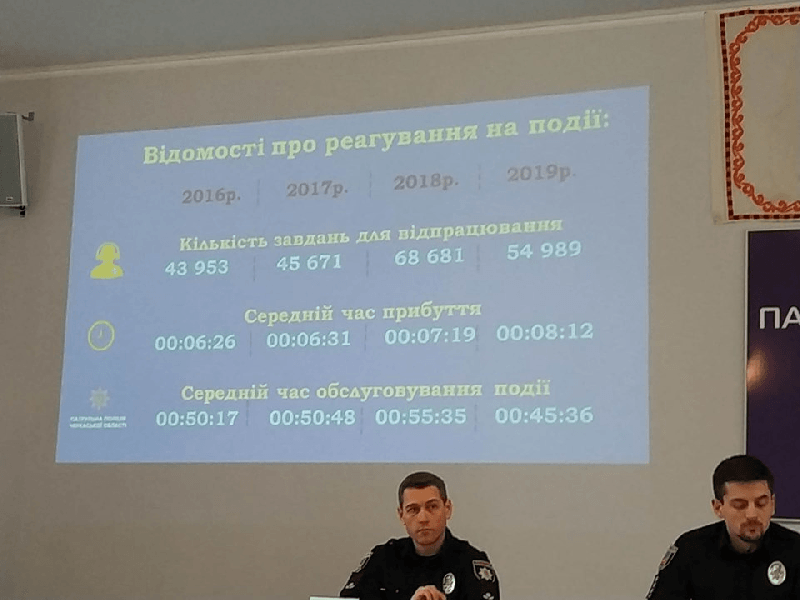 Відомості про реагування на події:
2016р. 2017р. 2018р. 2019р.
Кількість завдань для відпрацювання
43 953 45 671 68 681 54 989
Середній час прибуття
00:06:26 00:06:31 00:07:19 00:08:12
Середній час обслуговування події
00:50:17 00:50:48 00:55:35 00:45:36
ПАТРУЛЬНА ПОЛІЦІЯ
ЧЕРКАСЬКОЇ ОБЛАСТІ
ПА